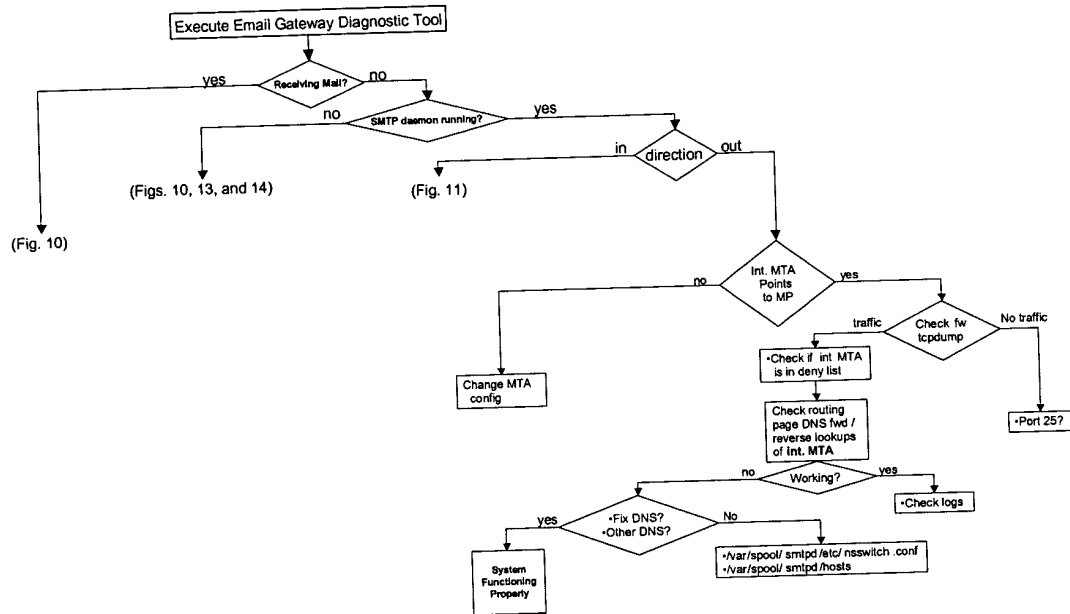 Execute Email Gateway Diagnostic Tool
yes
Receiving Mail?
no
no
SMTP daemon running?
yes
in
direction
out
(Figs. 10, 13, and 14)
(Fig. 11)
(Fig. 10)
no
Int. MTA
Points
to MP
yes
traffic
Check fw
tcpdump
No traffic
•Check if int MTA
is in deny list
Change MTA
config
Check routing
page DNS fwd /
reverse lookups
of Int. MTA
•Port 25?
no
Working?
yes
•Check logs
yes
•Fix DNS?
•Other DNS?
No
System
Functioning
Property
•/var/spool/ smtpd /etc/ nsswitch .conf
•/var/spool/ smtpd /hosts